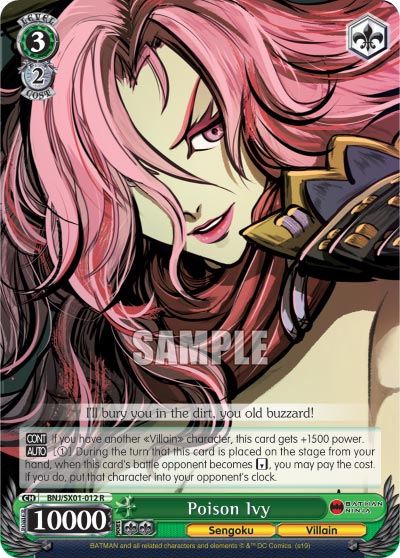 LEVEL
3
2
COST
SAMPLE
I'll bury you in the dirt, you old buzzard!
CONT If you have another «Villain» character, this card gets +1500 power.
AUTO [①] During the turn that this card is placed on the stage from your
hand, when this card's battle opponent becomes [ ], you may pay the cost.
If you do, put that character into your opponent's clock.
CH BNJ/SX01-012 R
10000
Poison Ivy
BATMAN
NINJA
Sengoku
Villain
BATMAN and all related characters and elements © & ™ DC Comics. (s19)